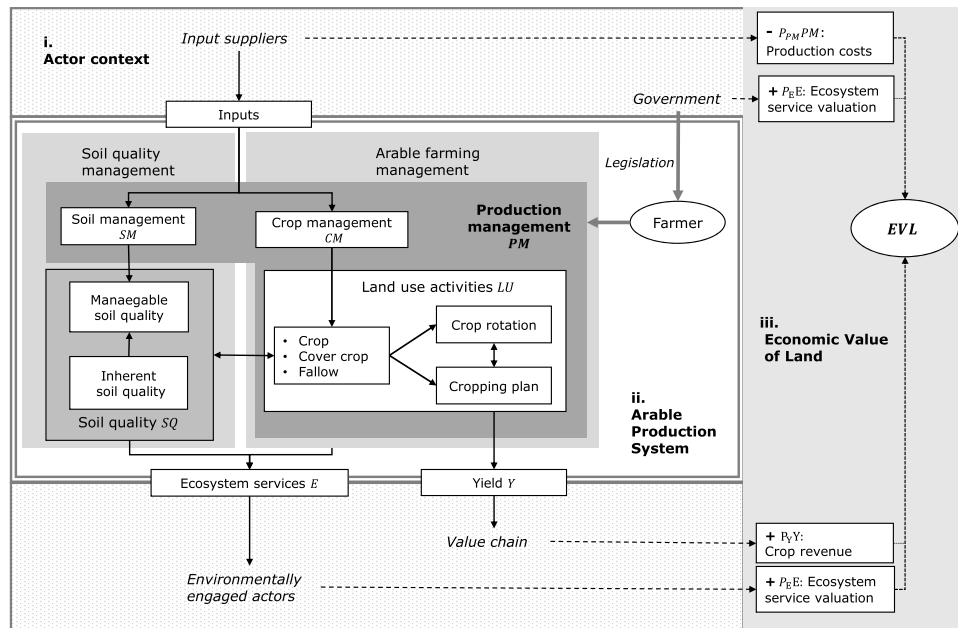 i.
Actor context
Input suppliers
- P_PM PM:
Production costs
Government
+ P_E E: Ecosystem
service valuation
Inputs
Soil quality
management
Arable farming
management
Legislation
Soil management
SM
Crop management
CM
Production
management
PM
Farmer
EVL
Land use activities LU
Manaegable
soil quality
Inherent
soil quality
Soil quality SQ
• Crop
• Cover crop
• Fallow
Crop rotation
Cropping plan
iii.
Economic Value
of Land
ii.
Arable
Production
System
Ecosystem services E
Yield Y
Value chain
+ P_Y Y:
Crop revenue
Environmentally
engaged actors
+ P_E E: Ecosystem
service valuation